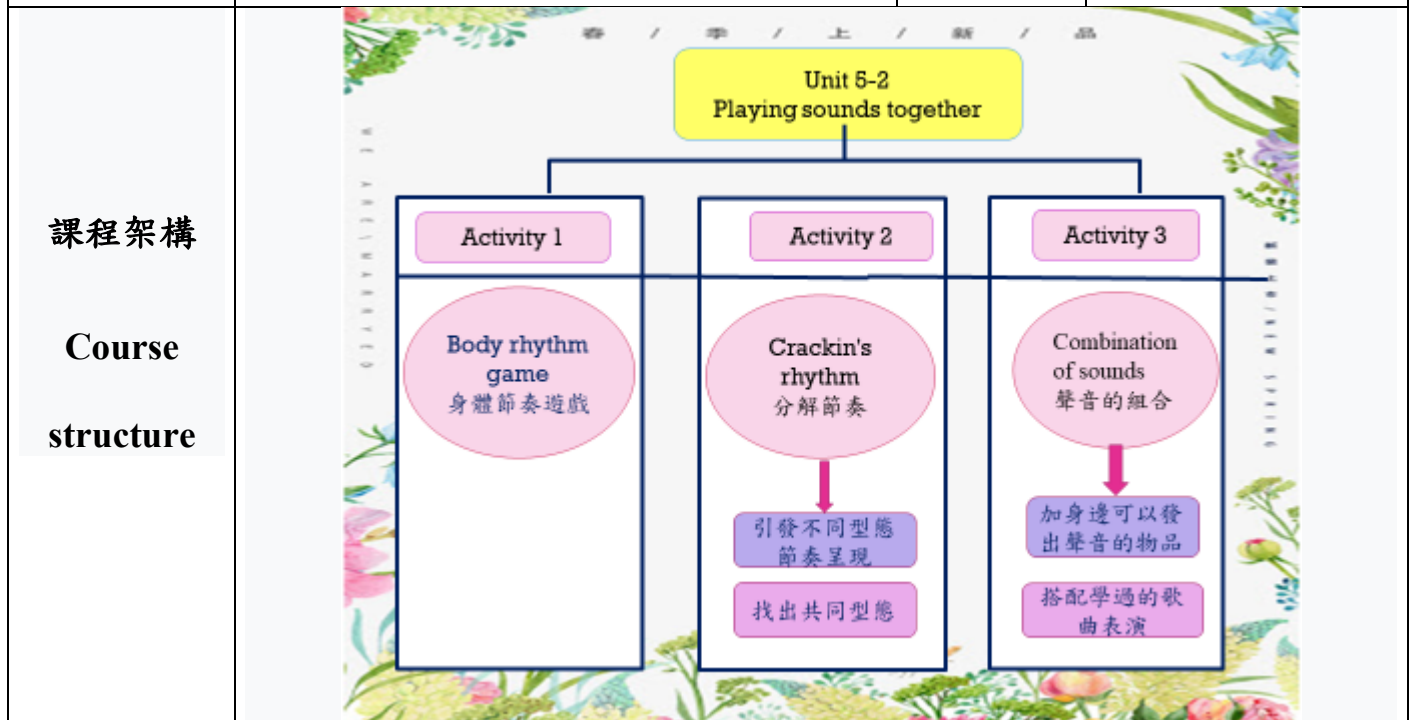 課程架構
Course
structure
春 / 季 / 上 / 新 / 品
Unit 5-2
Playing sounds together
Activity 1
Body rhythm
game
身體節奏遊戲
Activity 2
Crackin's
rhythm
分解節奏
引發不同型態
節奏呈現
找出共同型態
Activity 3
Combination
of sounds
聲音的組合
加身邊可以發
出聲音的物品
搭配學過的歌
曲表演